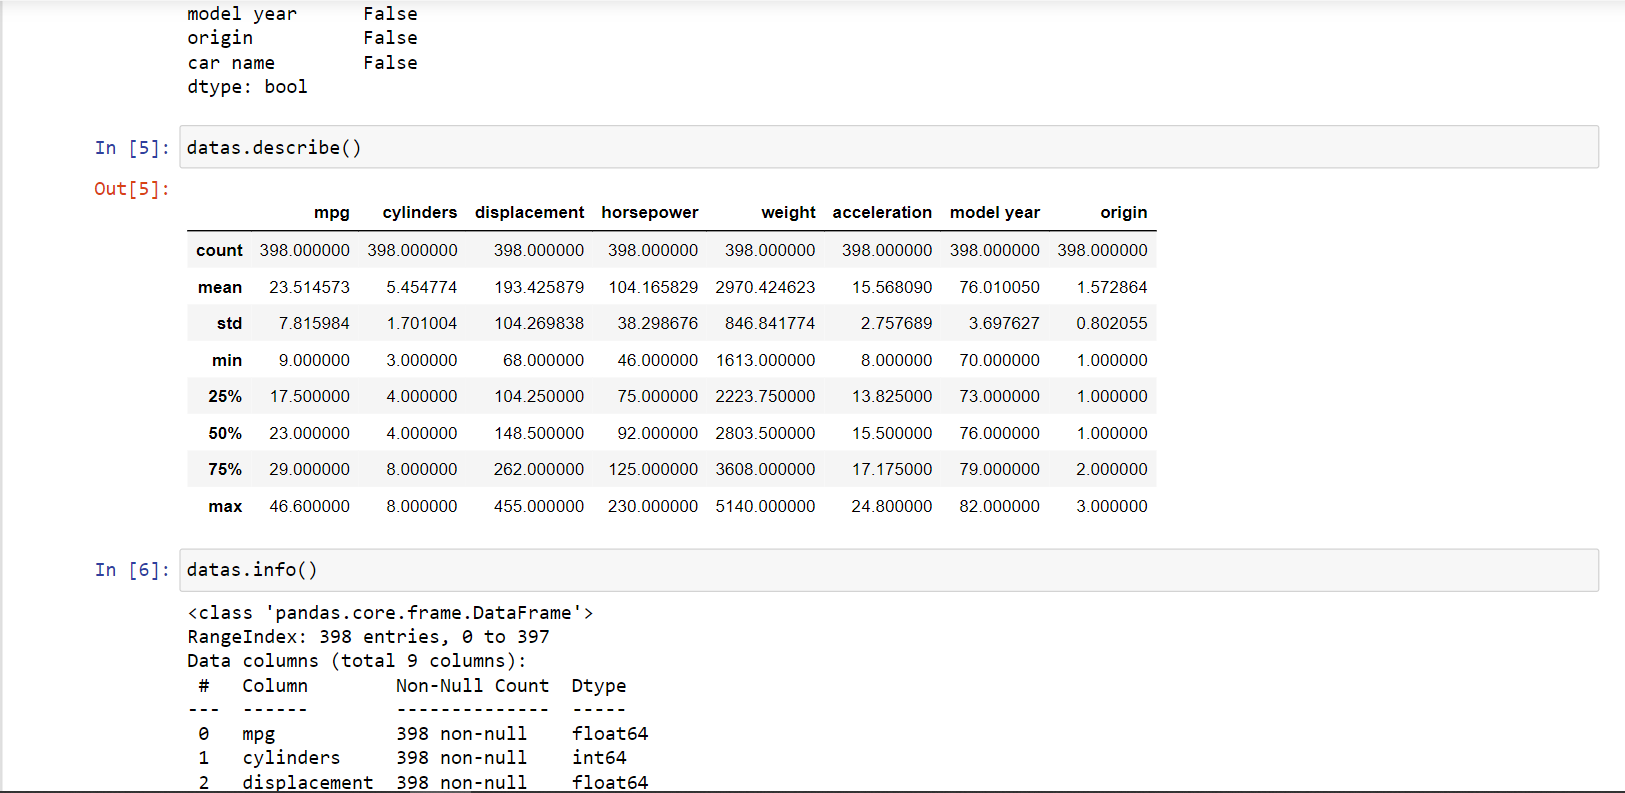 model year      False
origin          False
car name        False
dtype: bool
In [5]: datas.describe()
Out[5]:
mpg cylinders displacement horsepower weight acceleration model year origin
count 398.000000 398.000000 398.000000 398.000000 398.000000 398.000000 398.000000 398.000000
mean 23.514573 5.454774 193.425879 104.165829 2970.424623 15.568090 76.010050 1.572864
std 7.815984 1.701004 104.269838 38.298676 846.841774 2.757689 3.697627 0.802055
min 9.000000 3.000000 68.000000 46.000000 1613.000000 8.000000 70.000000 1.000000
25% 17.500000 4.000000 104.250000 75.000000 2223.750000 13.825000 73.000000 1.000000
50% 23.000000 4.000000 148.500000 92.000000 2803.500000 15.500000 76.000000 1.000000
75% 29.000000 8.000000 262.000000 125.000000 3608.000000 17.175000 79.000000 2.000000
max 46.600000 8.000000 455.000000 230.000000 5140.000000 24.800000 82.000000 3.000000
In [6]: datas.info()
<class 'pandas.core.frame.DataFrame'>
RangeIndex: 398 entries, 0 to 397
Data columns (total 9 columns):
 #   Column        Non-Null Count  Dtype
---  ------        --------------  -----
 0   mpg           398 non-null    float64
 1   cylinders     398 non-null    int64
 2   displacement  398 non-null    float64